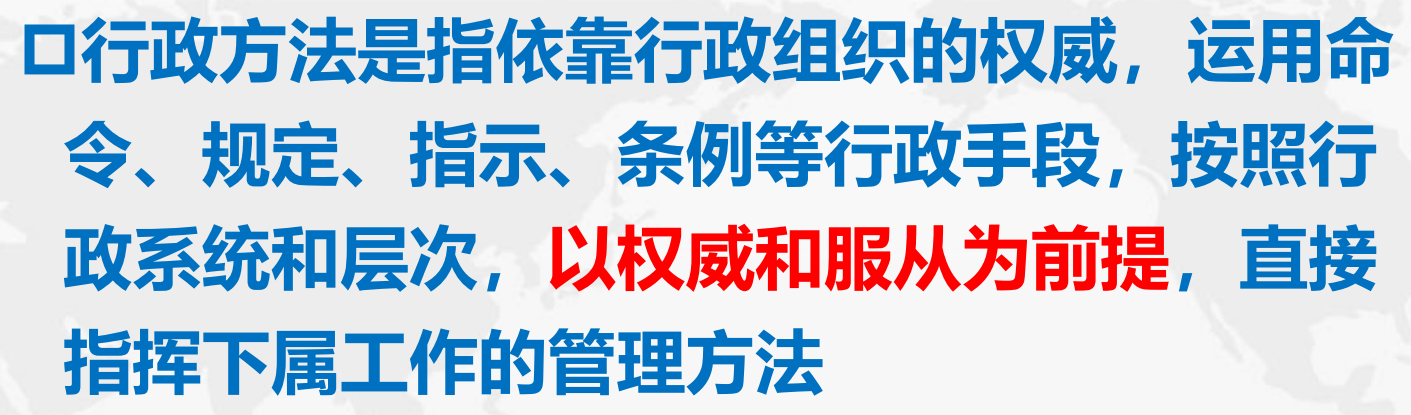 口行政方法是指依靠行政组织的权威，运用命
令、规定、指示、条例等行政手段，按照行
政系统和层次，以权威和服从为前提，直接
指挥下属工作的管理方法